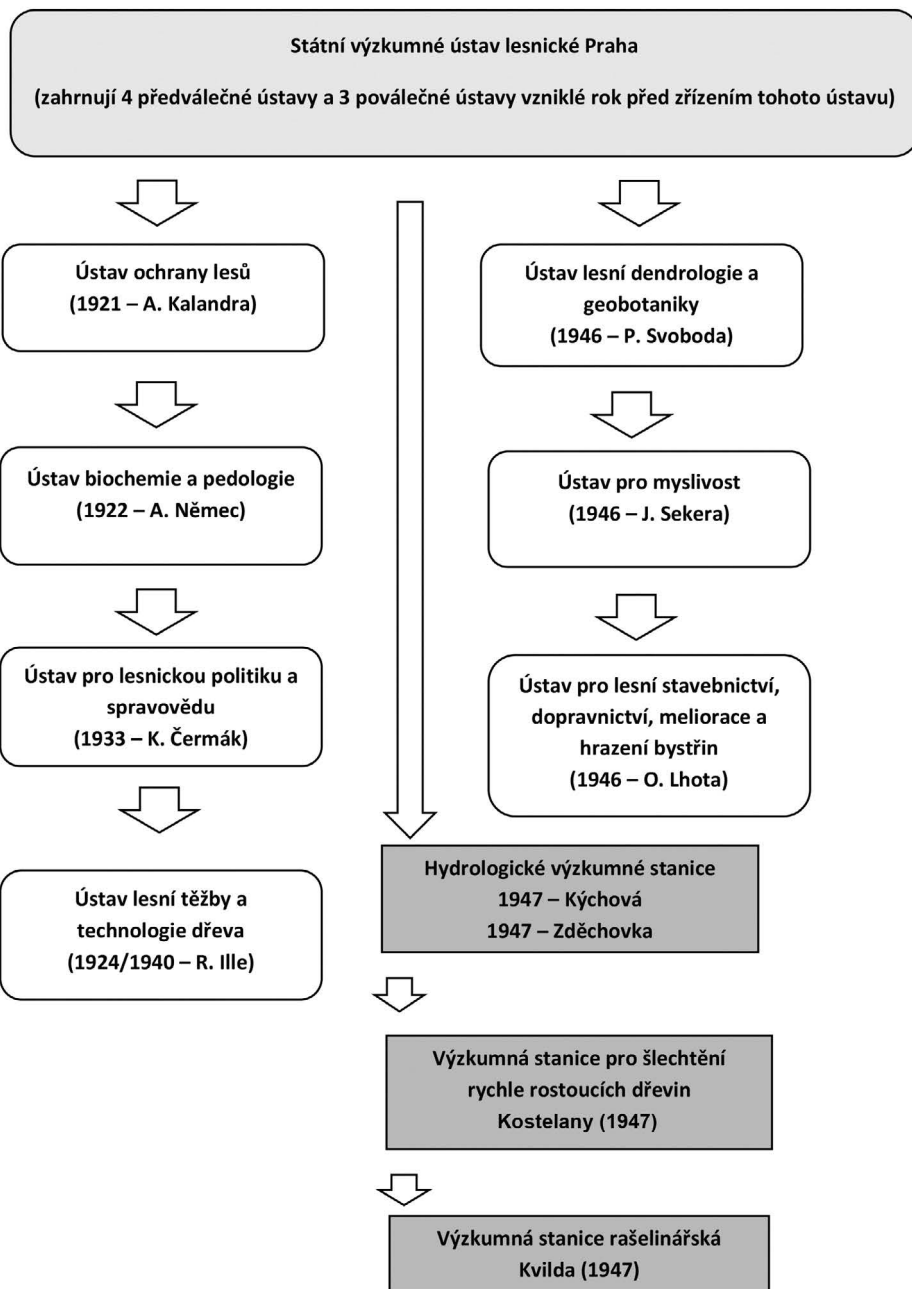 Státní výzkumné ústav lesnické Praha
(zahrnují 4 předválečné ústavy a 3 poválečné ústavy vzniklé rok před zřízením tohoto ústavu)
Ústav ochrany lesů
(1921 – A. Kalandra)
Ústav biochemie a pedologie
(1922 – A. Němec)
Ústav pro lesnickou politiku a
spravovědu
(1933 – K. Čermák)
Ústav lesní těžby a
technologie dřeva
(1924/1940 – R. Ille)
Ústav lesní dendrologie a
geobotaniky
(1946 – P. Svoboda)
Ústav pro myslivost
(1946 – J. Sekera)
Ústav pro lesní stavebnictví,
dopravnictví, meliorace a
hrazení bystřin
(1946 – O. Lhota)
Hydrologické výzkumné stanice
1947 – Kýchová
1947 – Zděchovka
Výzkumná stanice pro šlechtění
rychle rostoucích dřevin
Kostelany (1947)
Výzkumná stanice rašelinářská
Kvilda (1947)